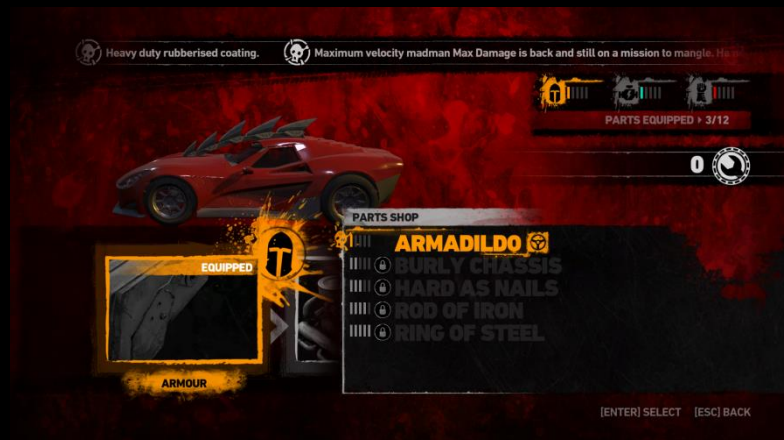 Heavy duty rubberised coating.
Maximum velocity madman Max Damage is back and still on a mission to mangle.
PARTS EQUIPPED 3/12
0
PARTS SHOP
EQUIPPED
ARMADILDO
BURLY CHASSIS
HARD AS NAILS
ROD OF IRON
RING OF STEEL
ARMOUR
[ENTER] SELECT [ESC] BACK